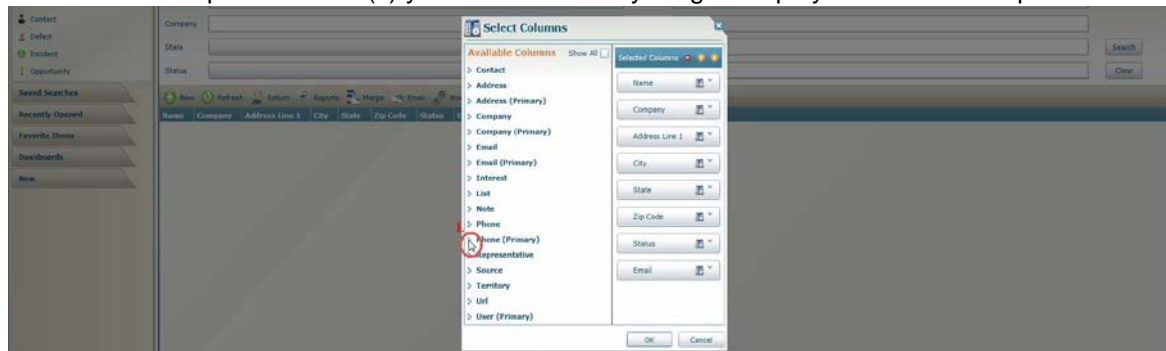 Contact
Defect
Incident
Opportunity
Saved Searches
Recently Opened
Favorite Items
Dashboards
New
Company
State
Status
Search
Clear
New Refresh Return Reports Merge Email
Name Company Address Line 1 City State Zip Code Status
Select Columns
Available Columns Show All
Contact
Address
Address (Primary)
Company
Company (Primary)
Email
Email (Primary)
Interest
List
Note
Phone
Phone (Primary)
Representative
Source
Territory
Url
User (Primary)
Selected Columns
Name
Company
Address Line 1
City
State
Zip Code
Status
Email
OK Cancel